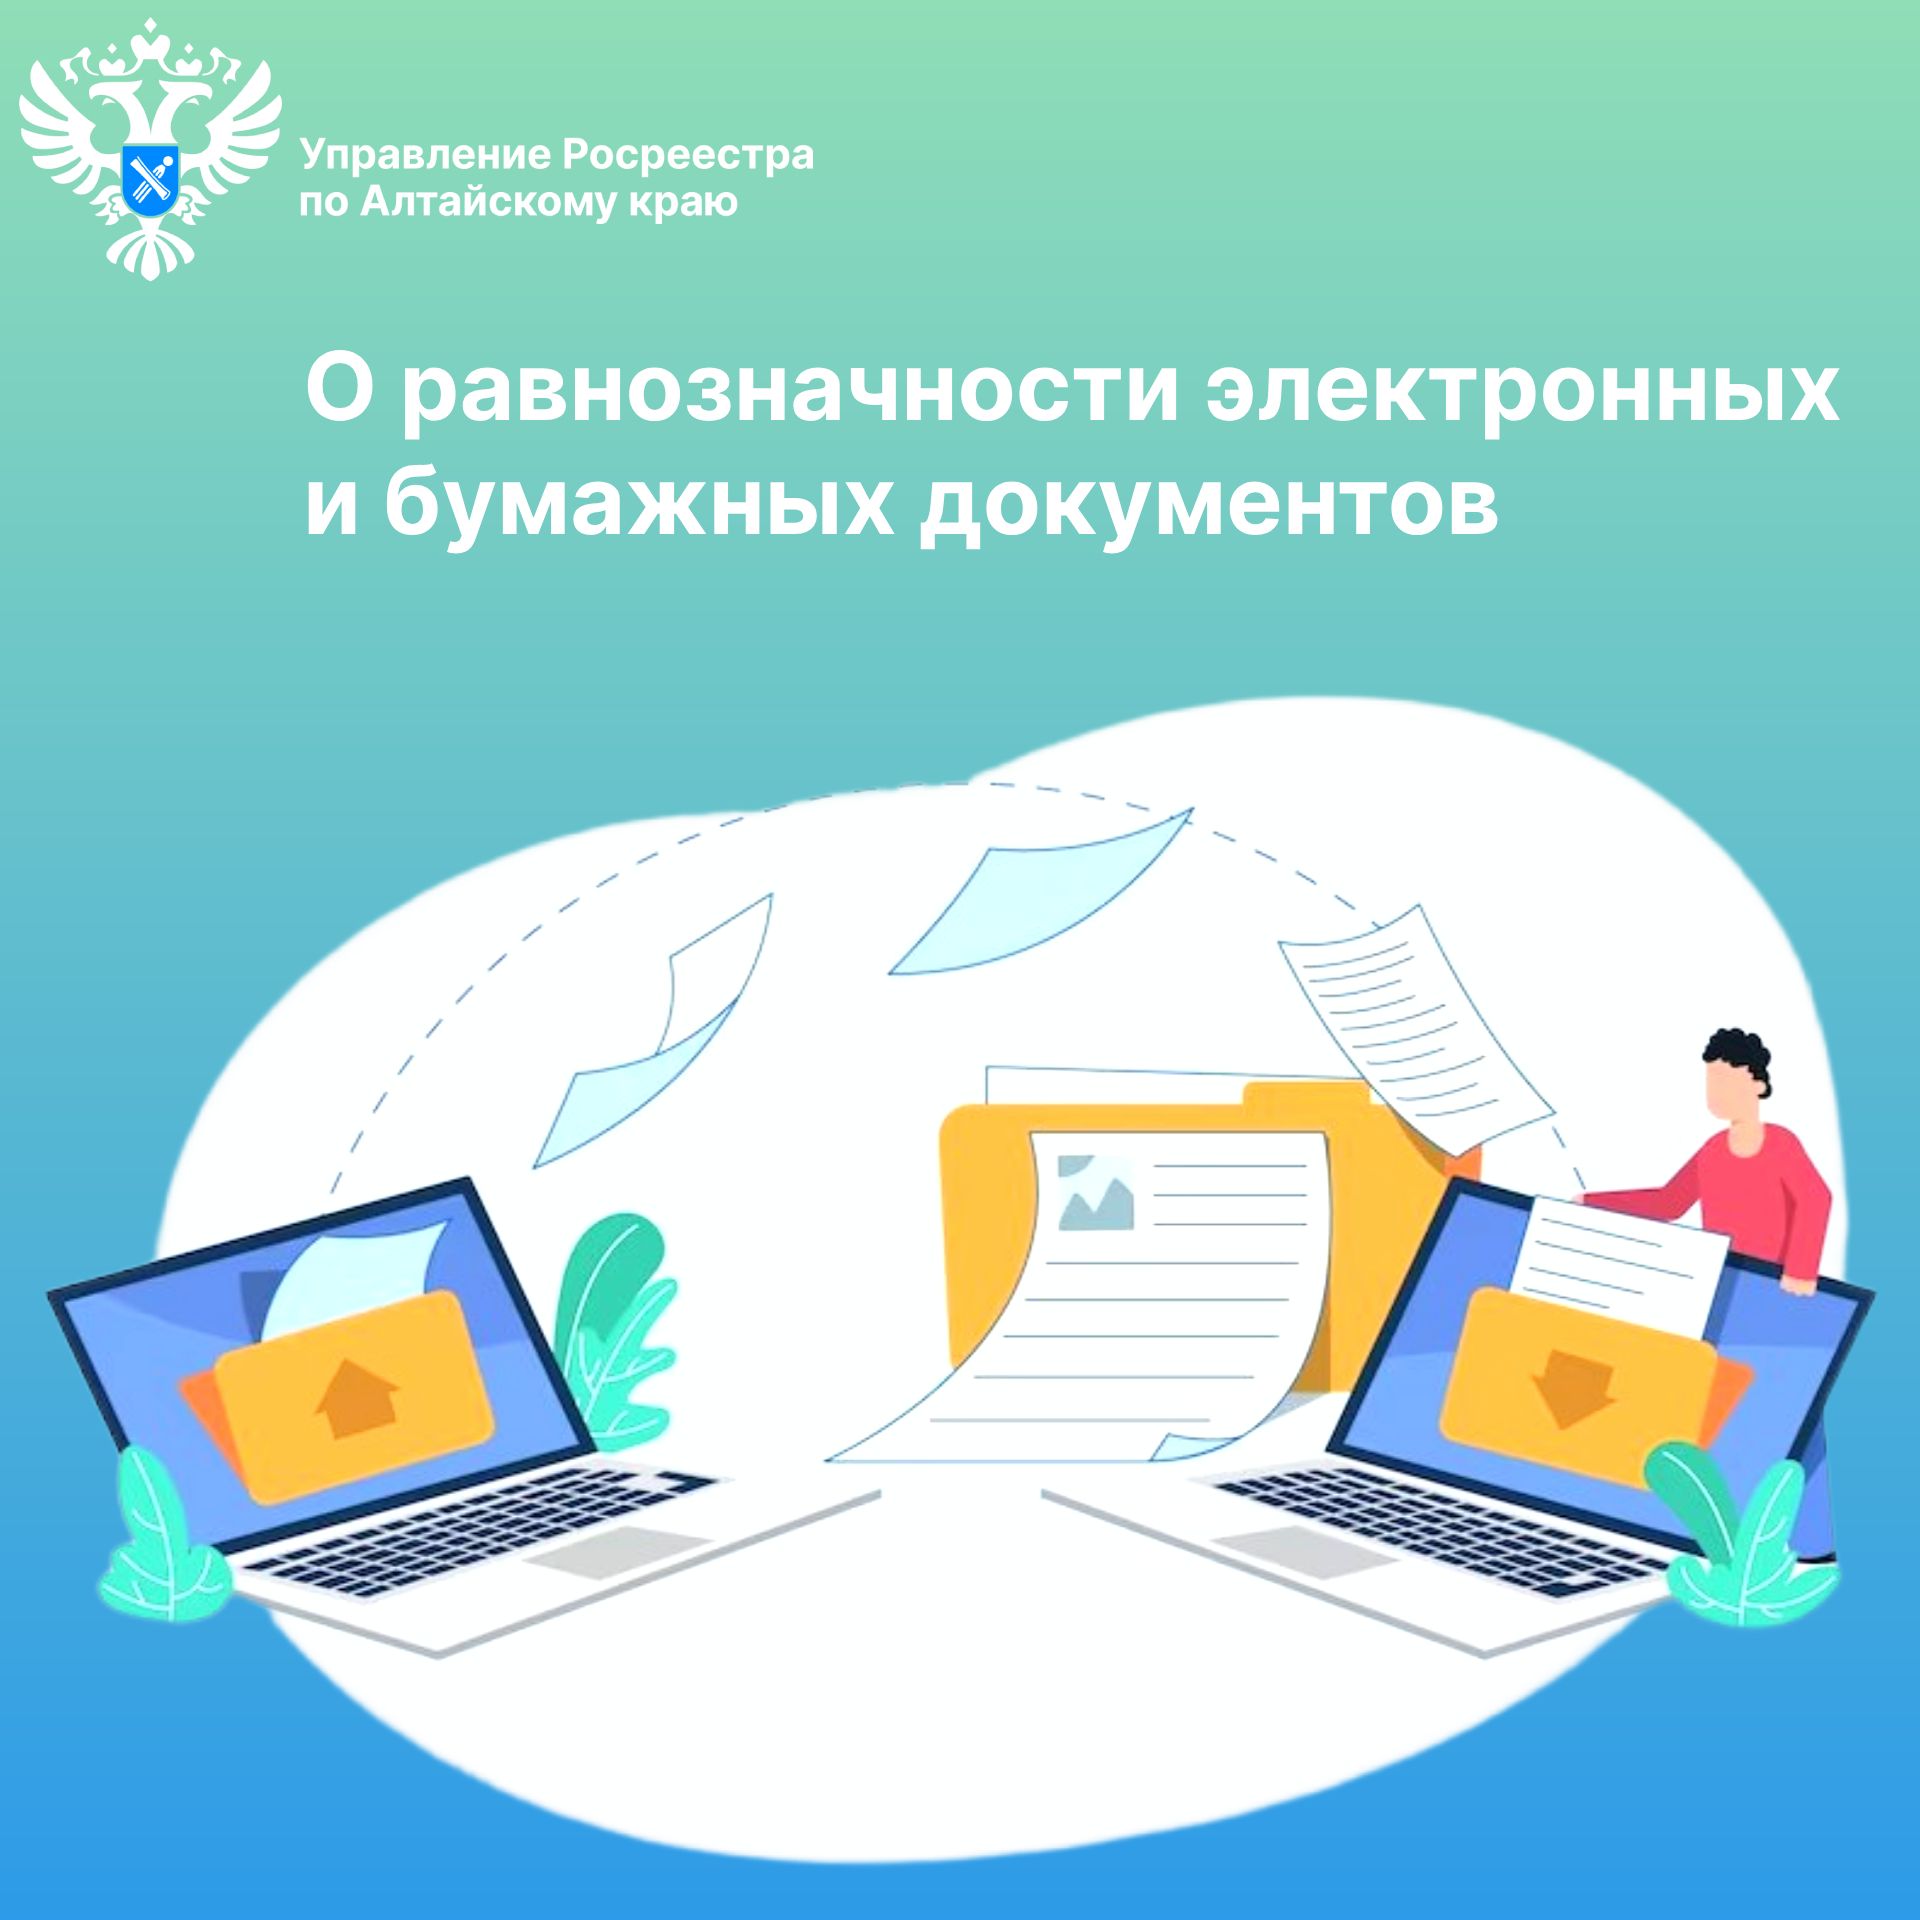 Управление Росреестра
по Алтайскому краю
О равнозначности электронных
и бумажных документов